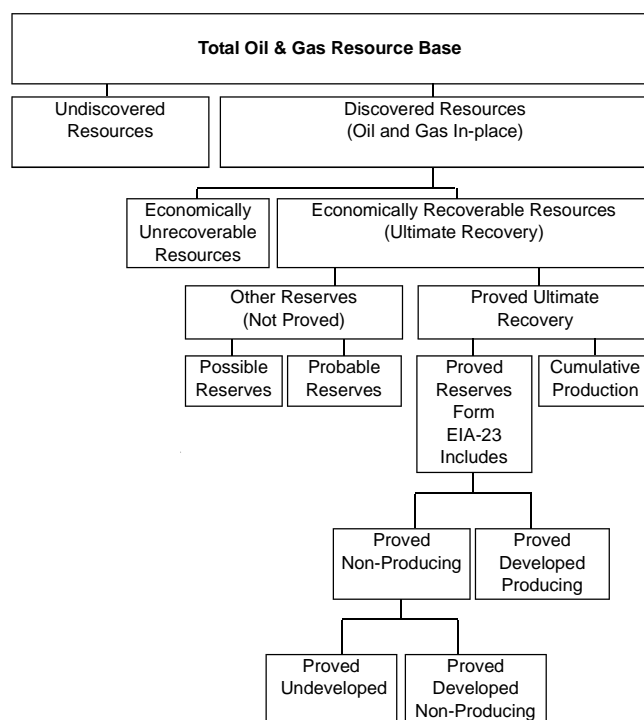 Total Oil & Gas Resource Base
Undiscovered
Resources
Discovered Resources
(Oil and Gas In-place)
Economically
Unrecoverable
Resources
Economically Recoverable Resources
(Ultimate Recovery)
Other Reserves
(Not Proved)
Proved Ultimate
Recovery
Possible
Reserves
Probable
Reserves
Proved
Reserves
Form
EIA-23
Includes
Cumulative
Production
Proved
Non-Producing
Proved
Developed
Producing
Proved
Undeveloped
Proved
Developed
Non-Producing